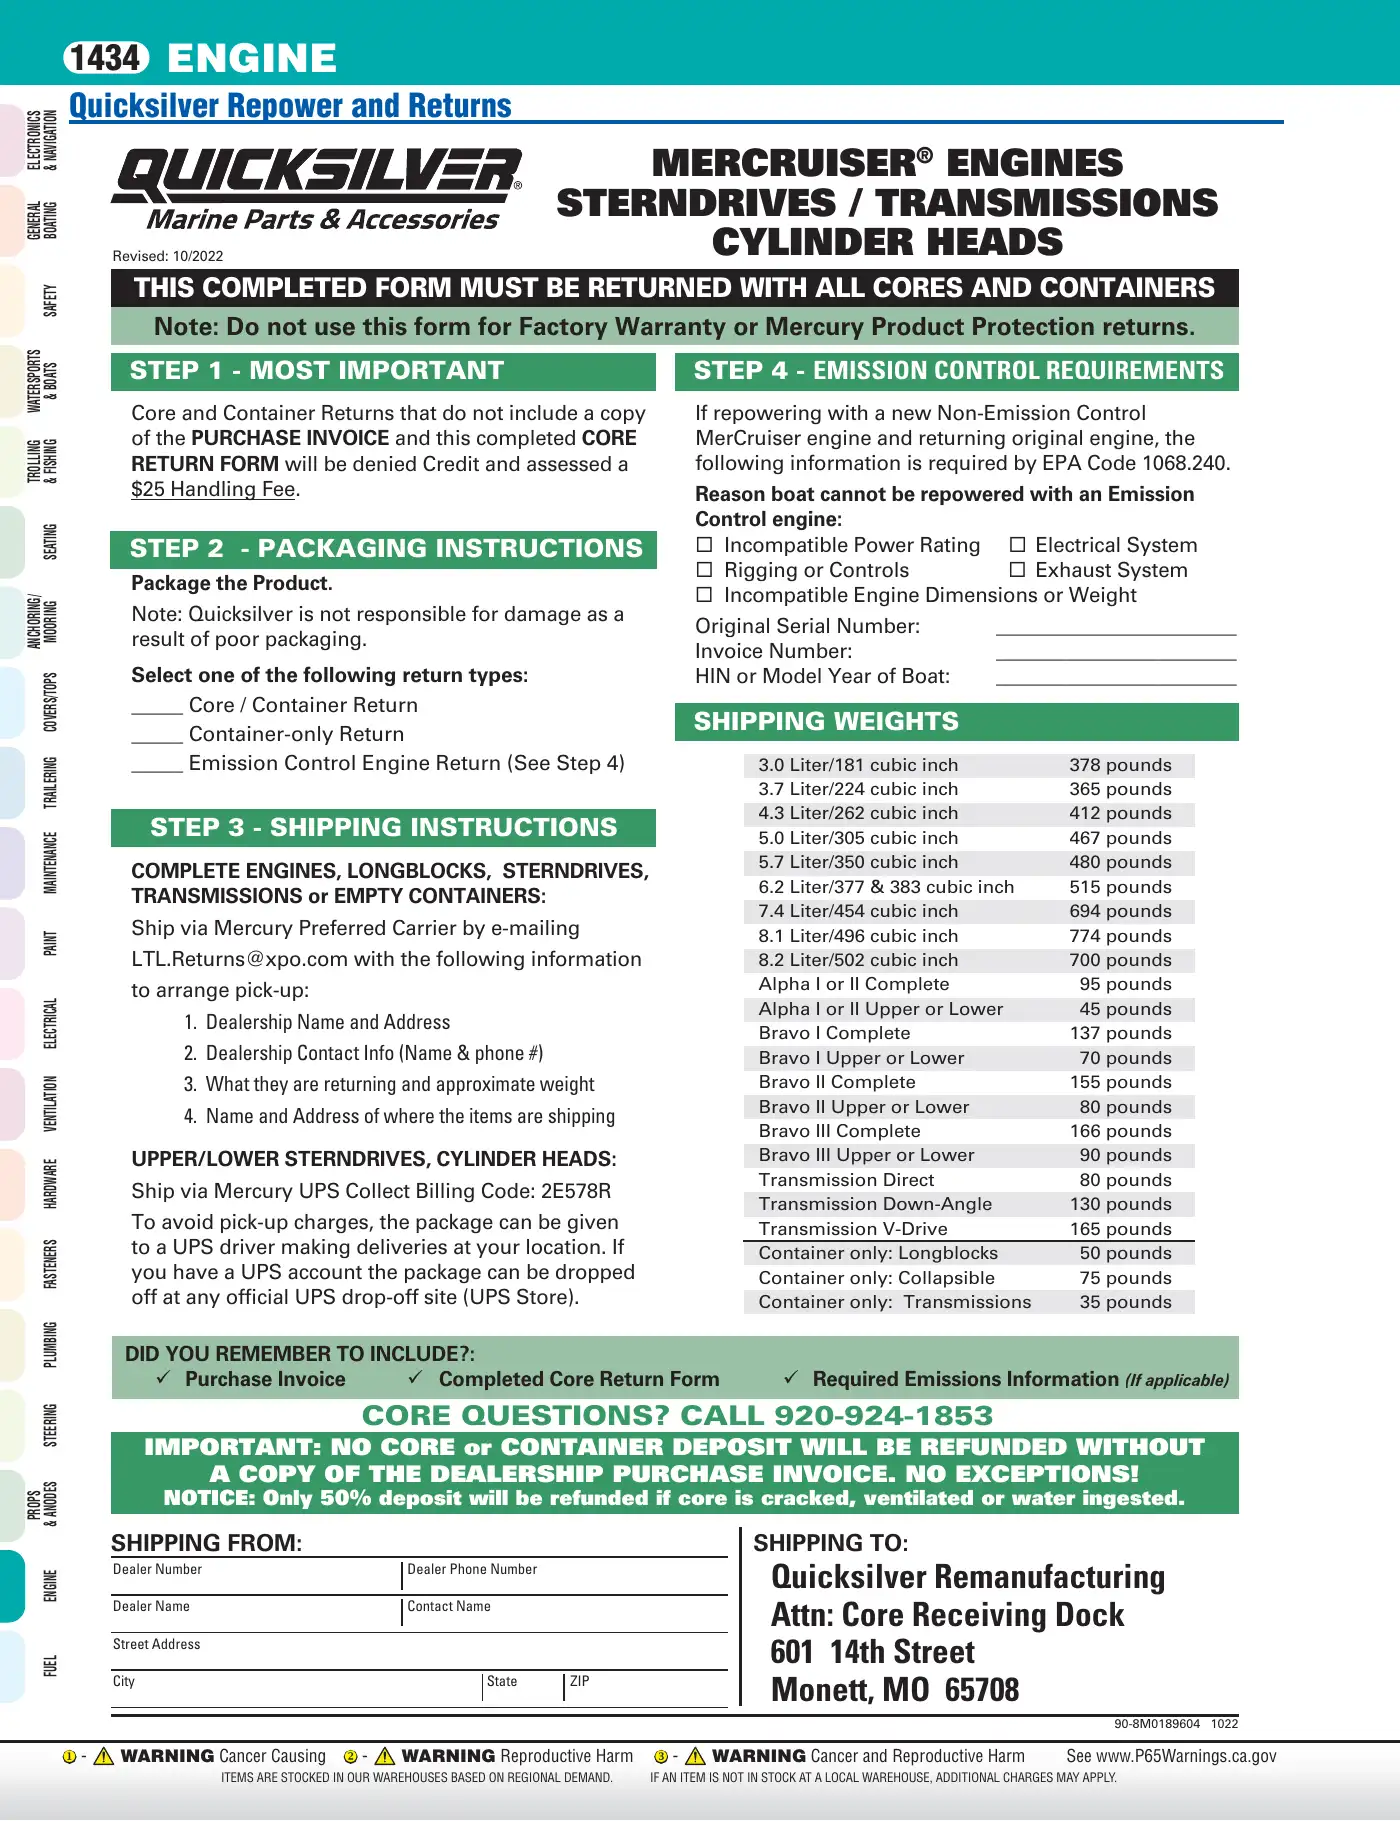 1434 ENGINE
Quicksilver Repower and Returns
ELECTRONICS
& NAVIGATION
GENERAL
BOATING
SAFETY
WATERSPORTS
& BOATS
TROLLING
& FISHING
SEATING
ANCHORING/
MOORING
COVERS/TOPS
TRAILERING
MAINTENANCE
PAINT
ELECTRICAL
VENTILATION
HARDWARE
FASTENERS
PLUMBING
STEERING
PROPS
& ANODES
ENGINE
FUEL
QUICKSILVER®
Marine Parts & Accessories
Revised: 10/2022
MERCRUISER® ENGINES
STERNDRIVES / TRANSMISSIONS
CYLINDER HEADS
THIS COMPLETED FORM MUST BE RETURNED WITH ALL CORES AND CONTAINERS
Note: Do not use this form for Factory Warranty or Mercury Product Protection returns.
STEP 1 - MOST IMPORTANT
Core and Container Returns that do not include a copy
of the PURCHASE INVOICE and this completed CORE
RETURN FORM will be denied Credit and assessed a
$25 Handling Fee.
STEP 2 - PACKAGING INSTRUCTIONS
Package the Product.
Note: Quicksilver is not responsible for damage as a
result of poor packaging.
Select one of the following return types:
_____ Core / Container Return
_____ Container-only Return
_____ Emission Control Engine Return (See Step 4)
STEP 3 - SHIPPING INSTRUCTIONS
COMPLETE ENGINES, LONGBLOCKS, STERNDRIVES,
TRANSMISSIONS or EMPTY CONTAINERS:
Ship via Mercury Preferred Carrier by e-mailing
LTL.Returns@xpo.com with the following information
to arrange pick-up:
1. Dealership Name and Address
2. Dealership Contact Info (Name & phone #)
3. What they are returning and approximate weight
4. Name and Address of where the items are shipping
UPPER/LOWER STERNDRIVES, CYLINDER HEADS:
Ship via Mercury UPS Collect Billing Code: 2E578R
To avoid pick-up charges, the package can be given
to a UPS driver making deliveries at your location. If
you have a UPS account the package can be dropped
off at any official UPS drop-off site (UPS Store).
STEP 4 - EMISSION CONTROL REQUIREMENTS
If repowering with a new Non-Emission Control
MerCruiser engine and returning original engine, the
following information is required by EPA Code 1068.240.
Reason boat cannot be repowered with an Emission
Control engine:
☐ Incompatible Power Rating ☐ Electrical System
☐ Rigging or Controls ☐ Exhaust System
☐ Incompatible Engine Dimensions or Weight
Original Serial Number: ______________________
Invoice Number: ______________________
HIN or Model Year of Boat: ______________________
SHIPPING WEIGHTS
3.0 Liter/181 cubic inch 378 pounds
3.7 Liter/224 cubic inch 365 pounds
4.3 Liter/262 cubic inch 412 pounds
5.0 Liter/305 cubic inch 467 pounds
5.7 Liter/350 cubic inch 480 pounds
6.2 Liter/377 & 383 cubic inch 515 pounds
7.4 Liter/454 cubic inch 694 pounds
8.1 Liter/496 cubic inch 774 pounds
8.2 Liter/502 cubic inch 700 pounds
Alpha I or II Complete 95 pounds
Alpha I or II Upper or Lower 45 pounds
Bravo I Complete 137 pounds
Bravo I Upper or Lower 70 pounds
Bravo II Complete 155 pounds
Bravo II Upper or Lower 80 pounds
Bravo III Complete 166 pounds
Bravo III Upper or Lower 90 pounds
Transmission Direct 80 pounds
Transmission Down-Angle 130 pounds
Transmission V-Drive 165 pounds
Container only: Longblocks 50 pounds
Container only: Collapsible 75 pounds
Container only: Transmissions 35 pounds
DID YOU REMEMBER TO INCLUDE?:
✓ Purchase Invoice ✓ Completed Core Return Form ✓ Required Emissions Information (If applicable)
CORE QUESTIONS? CALL 920-924-1853
IMPORTANT: NO CORE or CONTAINER DEPOSIT WILL BE REFUNDED WITHOUT
A COPY OF THE DEALERSHIP PURCHASE INVOICE. NO EXCEPTIONS!
NOTICE: Only 50% deposit will be refunded if core is cracked, ventilated or water ingested.
SHIPPING FROM:
Dealer Number Dealer Phone Number
Dealer Name Contact Name
Street Address
City State ZIP
SHIPPING TO:
Quicksilver Remanufacturing
Attn: Core Receiving Dock
601 14th Street
Monett, MO 65708
90-8M0189604 1022
1 - ! WARNING Cancer Causing 2 - ! WARNING Reproductive Harm 3 - ! WARNING Cancer and Reproductive Harm See www.P65Warnings.ca.gov
ITEMS ARE STOCKED IN OUR WAREHOUSES BASED ON REGIONAL DEMAND. IF AN ITEM IS NOT IN STOCK AT A LOCAL WAREHOUSE, ADDITIONAL CHARGES MAY APPLY.